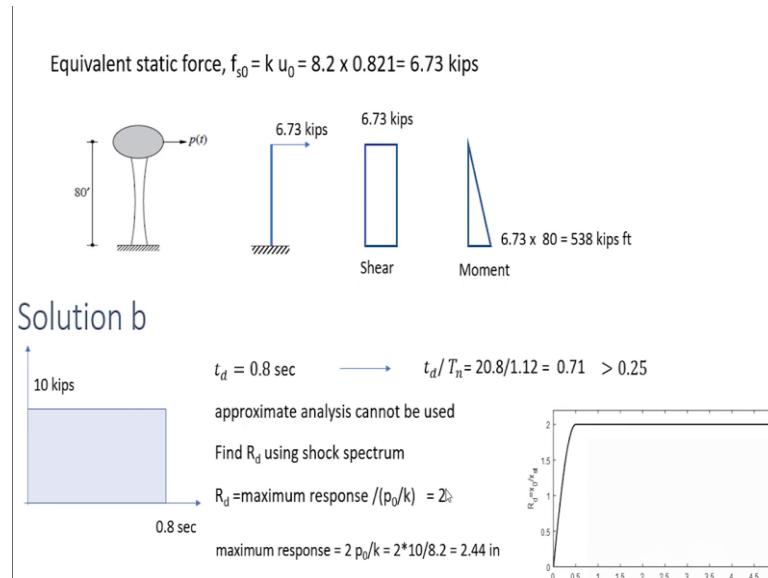 Equivalent static force, fs0 = k u0 = 8.2 x 0.821= 6.73 kips
6.73 kips
6.73 kips
p(t)
80'
6.73 x 80 = 538 kips ft
Shear
Moment
Solution b
td = 0.8 sec
td/ Tn= 20.8/1.12 = 0.71 > 0.25
10 kips
approximate analysis cannot be used
Find Rd using shock spectrum
Rd =maximum response /(p0/k) = 2
0.8 sec
maximum response = 2 p0/k = 2*10/8.2 = 2.44 in
2
1.5
1
0.5
0
Rd=x0/xst
0 0.5 1 1.5 2 2.5 3 3.5 4 4.5